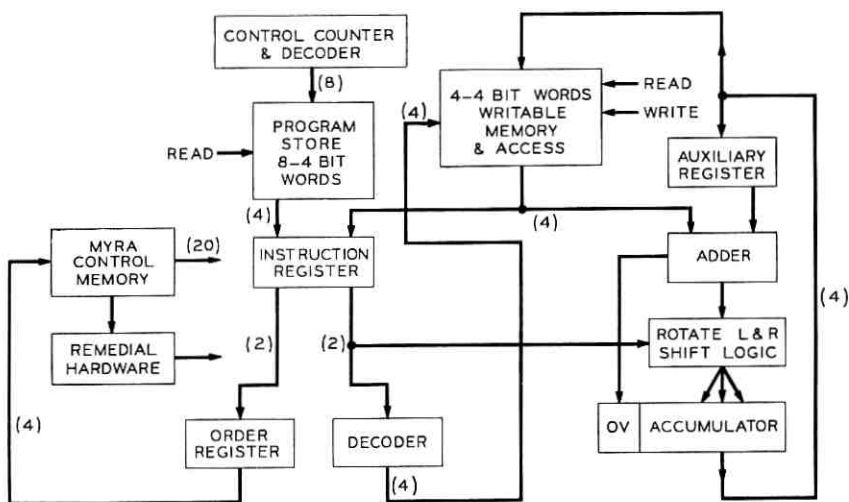 CONTROL COUNTER
& DECODER
(8)
PROGRAM
STORE
8-4 BIT
WORDS
READ
(4)
4-4 BIT WORDS
WRITABLE
MEMORY
& ACCESS
READ
WRITE
(4)
AUXILIARY
REGISTER
(4)
MYRA
CONTROL
MEMORY
(20)
INSTRUCTION
REGISTER
ADDER
(4)
REMEDIAL
HARDWARE
(2)
(2)
ROTATE L&R
SHIFT LOGIC
(4)
ORDER
REGISTER
DECODER
(4)
OV
ACCUMULATOR